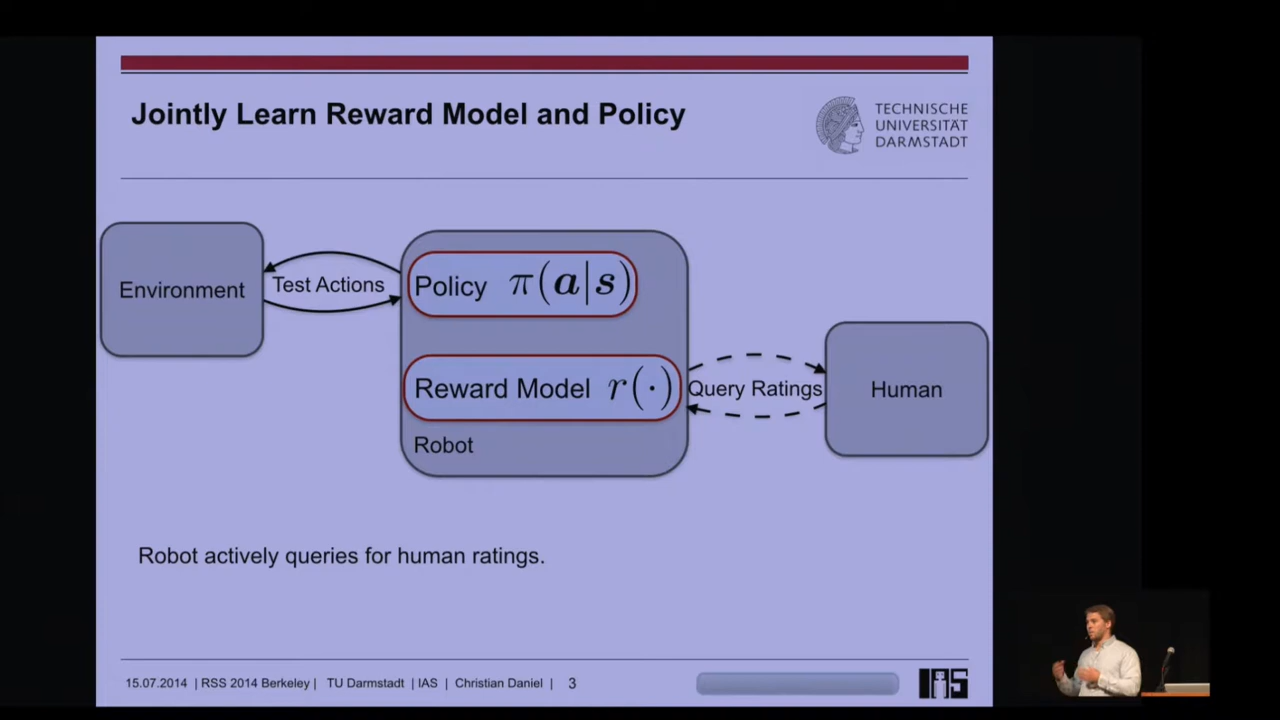 Jointly Learn Reward Model and Policy
TECHNISCHE
UNIVERSITÄT
DARMSTADT
Environment
Test Actions
Policy π(a|s)
Reward Model r(·)
Robot
Query Ratings
Human
Robot actively queries for human ratings.
15.07.2014 | RSS 2014 Berkeley | TU Darmstadt | IAS | Christian Daniel | 3
IAS